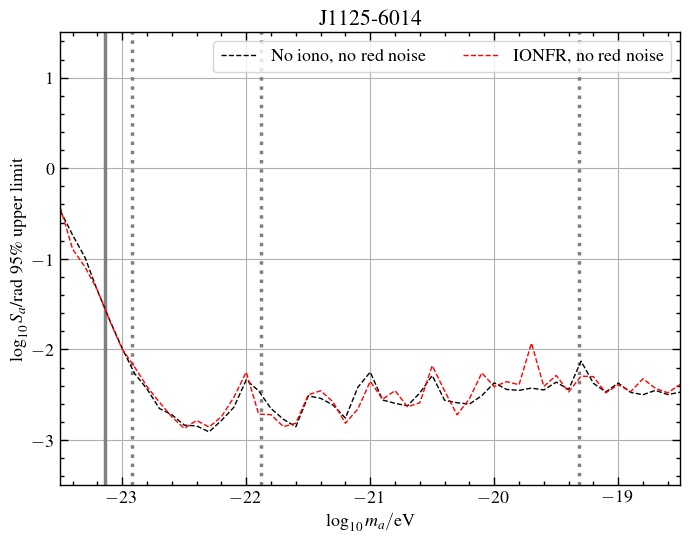 J1125-6014
No iono, no red noise
IONFR, no red noise
log₁₀ Sₐ/rad 95% upper limit
1
0
−1
−2
−3
−23
−22
−21
−20
−19
log₁₀ mₐ/eV